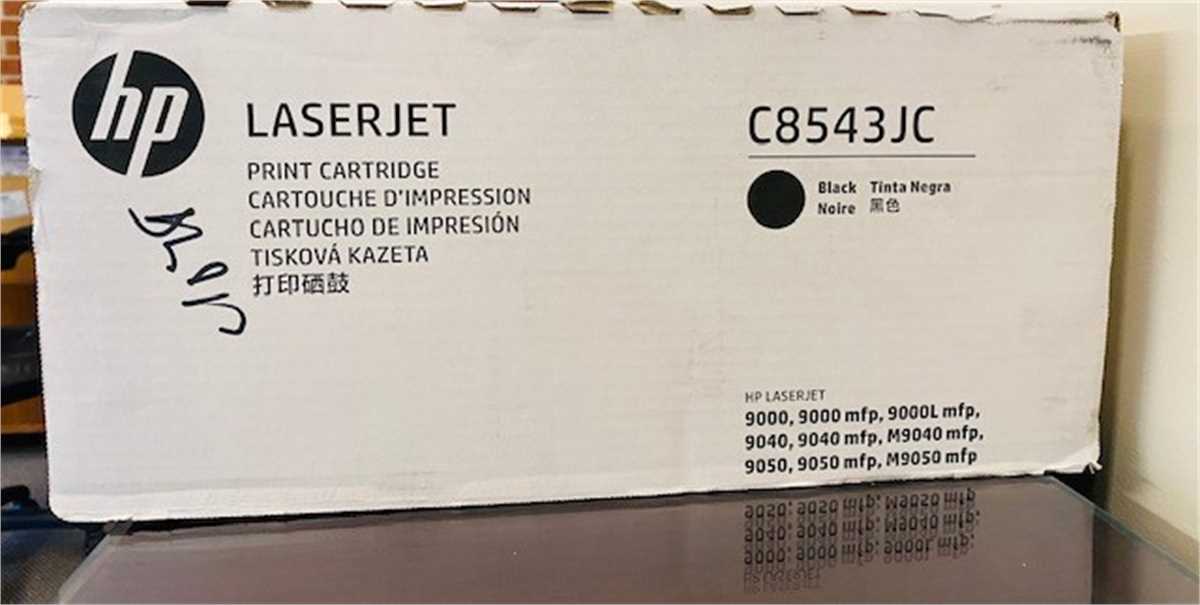 hp
LASERJET
PRINT CARTRIDGE
CARTOUCHE D'IMPRESSION
CARTUCHO DE IMPRESIÓN
TISKOVÁ KAZETA
打印硒鼓
C8543JC
Black Tinta Negra
Noire 黑色
HP LASERJET
9000, 9000 mfp, 9000L mfp,
9040, 9040 mfp, M9040 mfp,
9050, 9050 mfp, M9050 mfp